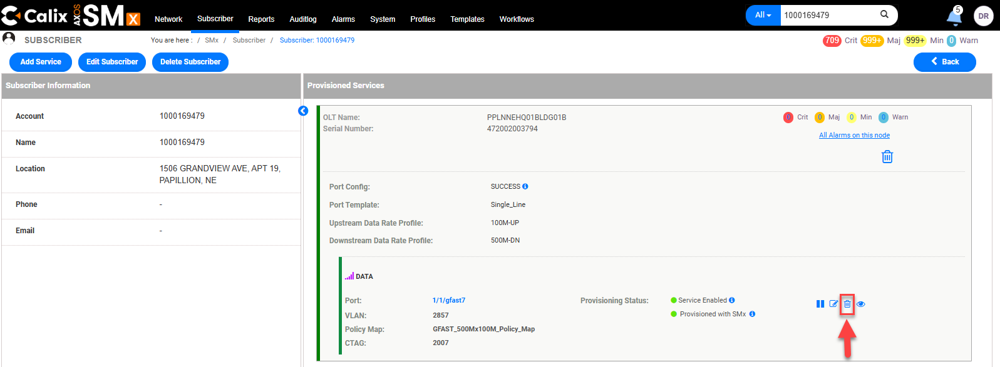 Calix AXOS SMx
Network Subscriber Reports Auditlog Alarms System Profiles Templates Workflows
All 1000169479
5
DR
SUBSCRIBER
You are here : / SMx / Subscriber / Subscriber: 1000169479
709 Crit 999+ Maj 999+ Min 0 Warn
Add Service Edit Subscriber Delete Subscriber
Back
Subscriber Information
Account 1000169479
Name 1000169479
Location 1506 GRANDVIEW AVE, APT 19,
PAPILLION, NE
Phone -
Email -
Provisioned Services
OLT Name: PPLNNEHQ01BLDG01B
0 Crit 0 Maj 0 Min 0 Warn
Serial Number: 472002003794
All Alarms on this node
Port Config: SUCCESS
Port Template: Single_Line
Upstream Data Rate Profile: 100M-UP
Downstream Data Rate Profile: 500M-DN
DATA
Port: 1/1/gfast7
Provisioning Status: Service Enabled
VLAN: 2857
Provisioned with SMx
Policy Map: GFAST_500Mx100M_Policy_Map
CTAG: 2007